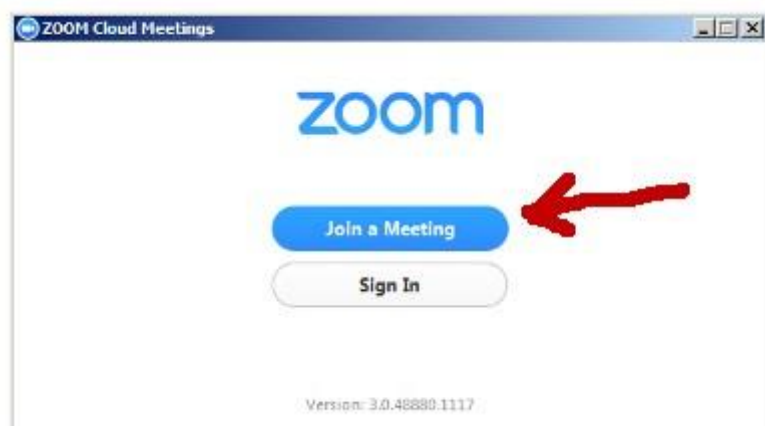 ZOOM Cloud Meetings
zoom
Join a Meeting
Sign In
Version: 3.0.48880.1117